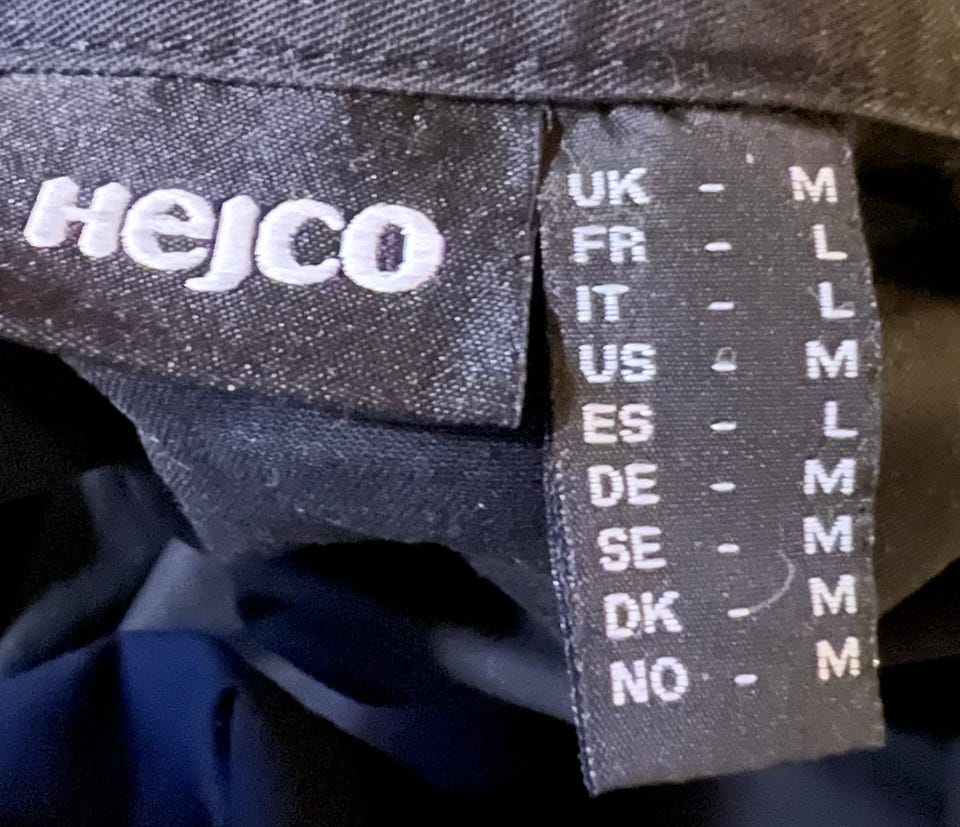 Hejco
UK - M
FR - L
IT - L
US - M
ES - L
DE - M
SE - M
DK - M
NO - M